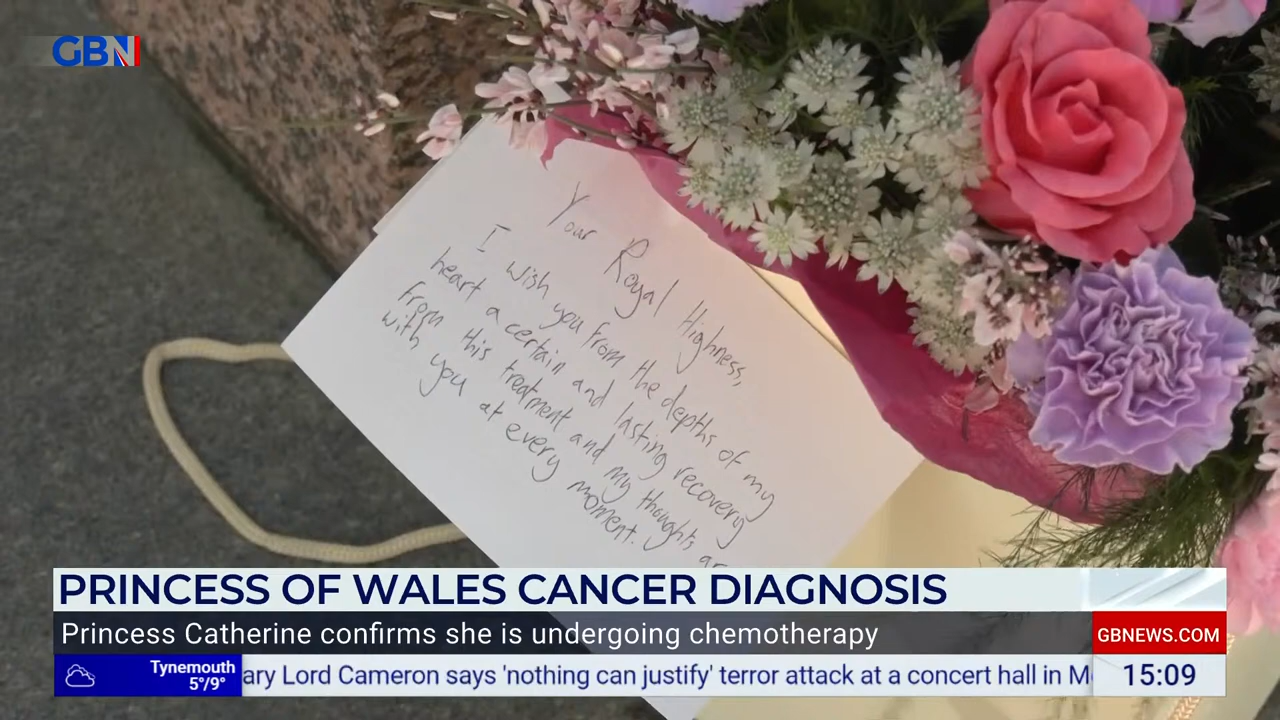 GBN
Your Royal Highness,
I wish you from the depths of my
heart a certain and lasting recovery
from this treatment and my thoughts ar
with you at every moment.
PRINCESS OF WALES CANCER DIAGNOSIS
Princess Catherine confirms she is undergoing chemotherapy
GBNEWS.COM
Tynemouth
5°/9°
ary Lord Cameron says 'nothing can justify' terror attack at a concert hall in M
15:09